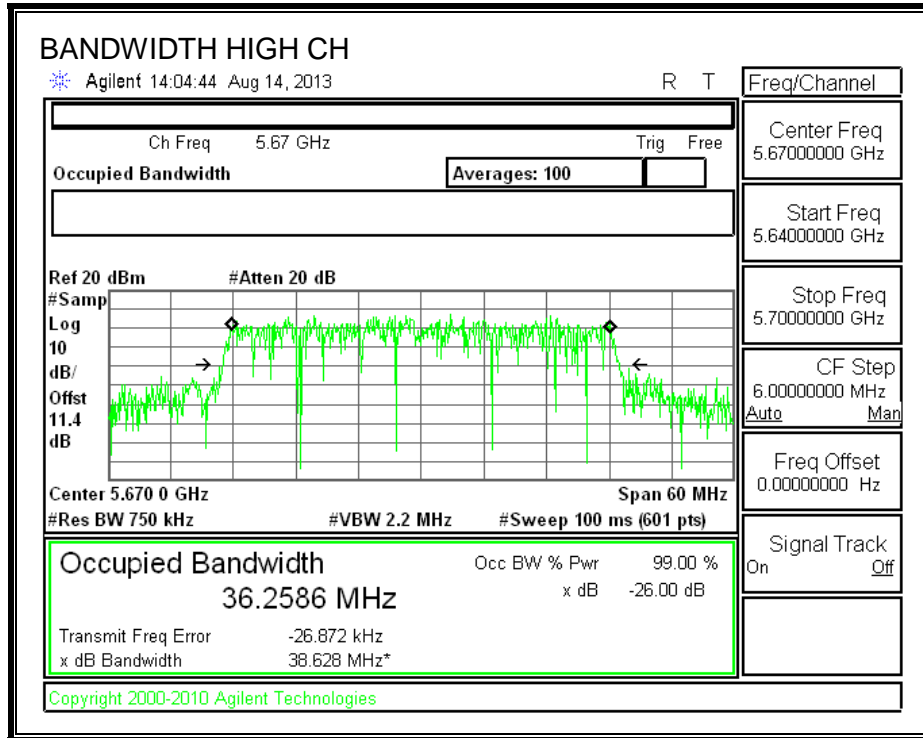 BANDWIDTH HIGH CH
Agilent 14:04:44 Aug 14, 2013 R T
Freq/Channel
Ch Freq 5.67 GHz Trig Free
Occupied Bandwidth Averages: 100
Center Freq
5.67000000 GHz
Start Freq
5.64000000 GHz
Stop Freq
5.70000000 GHz
CF Step
6.00000000 MHz
Auto Man
Freq Offset
0.00000000 Hz
Signal Track
On Off
Ref 20 dBm #Atten 20 dB
#Samp
Log
10
dB/
Offst
11.4
dB
Center 5.670 0 GHz Span 60 MHz
#Res BW 750 kHz #VBW 2.2 MHz #Sweep 100 ms (601 pts)
Occupied Bandwidth Occ BW % Pwr 99.00 %
36.2586 MHz x dB -26.00 dB
Transmit Freq Error -26.872 kHz
x dB Bandwidth 38.628 MHz*
Copyright 2000-2010 Agilent Technologies